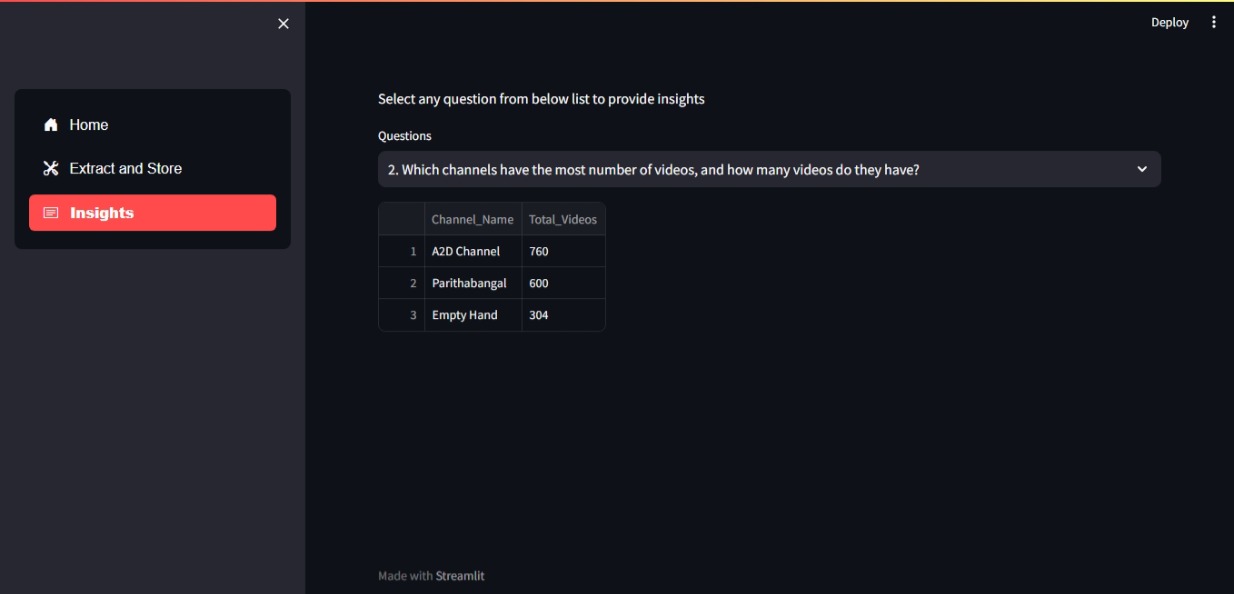 Deploy
Home
Extract and Store
Insights
Select any question from below list to provide insights
Questions
2. Which channels have the most number of videos, and how many videos do they have?
Channel_Name Total_Videos
1 A2D Channel 760
2 Parithabangal 600
3 Empty Hand 304
Made with Streamlit